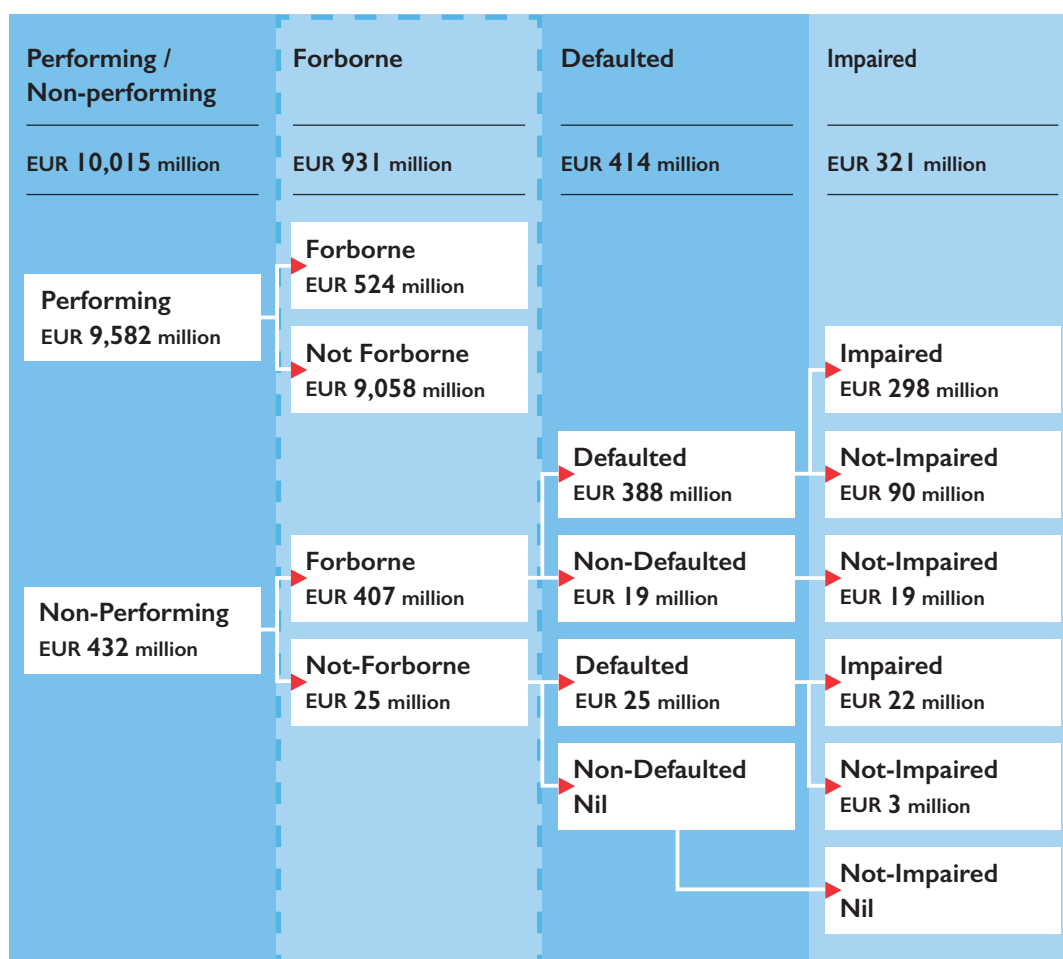 Performing /
Non-performing
EUR 10,015 million
Forborne
EUR 931 million
Defaulted
EUR 414 million
Impaired
EUR 321 million
Performing
EUR 9,582 million
Non-Performing
EUR 432 million
Forborne
EUR 524 million
Not Forborne
EUR 9,058 million
Forborne
EUR 407 million
Not-Forborne
EUR 25 million
Defaulted
EUR 388 million
Non-Defaulted
EUR 19 million
Defaulted
EUR 25 million
Non-Defaulted
Nil
Impaired
EUR 298 million
Not-Impaired
EUR 90 million
Not-Impaired
EUR 19 million
Impaired
EUR 22 million
Not-Impaired
EUR 3 million
Not-Impaired
Nil